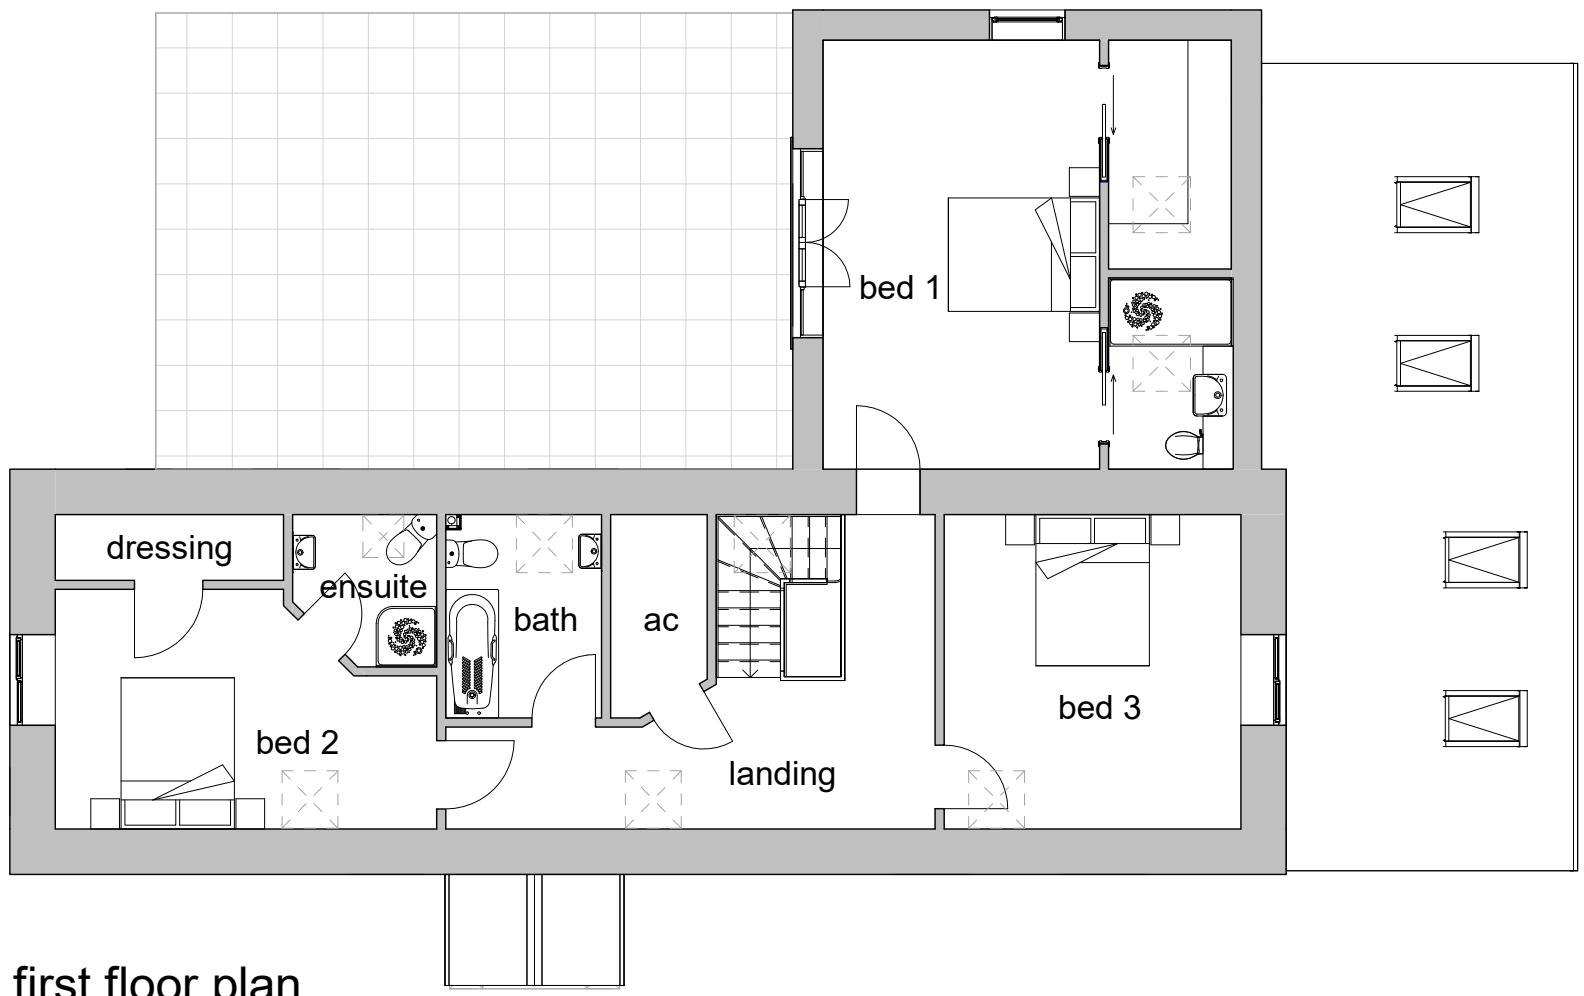 bed 1
dressing
ensuite
bath
ac
bed 2
landing
bed 3
first floor plan